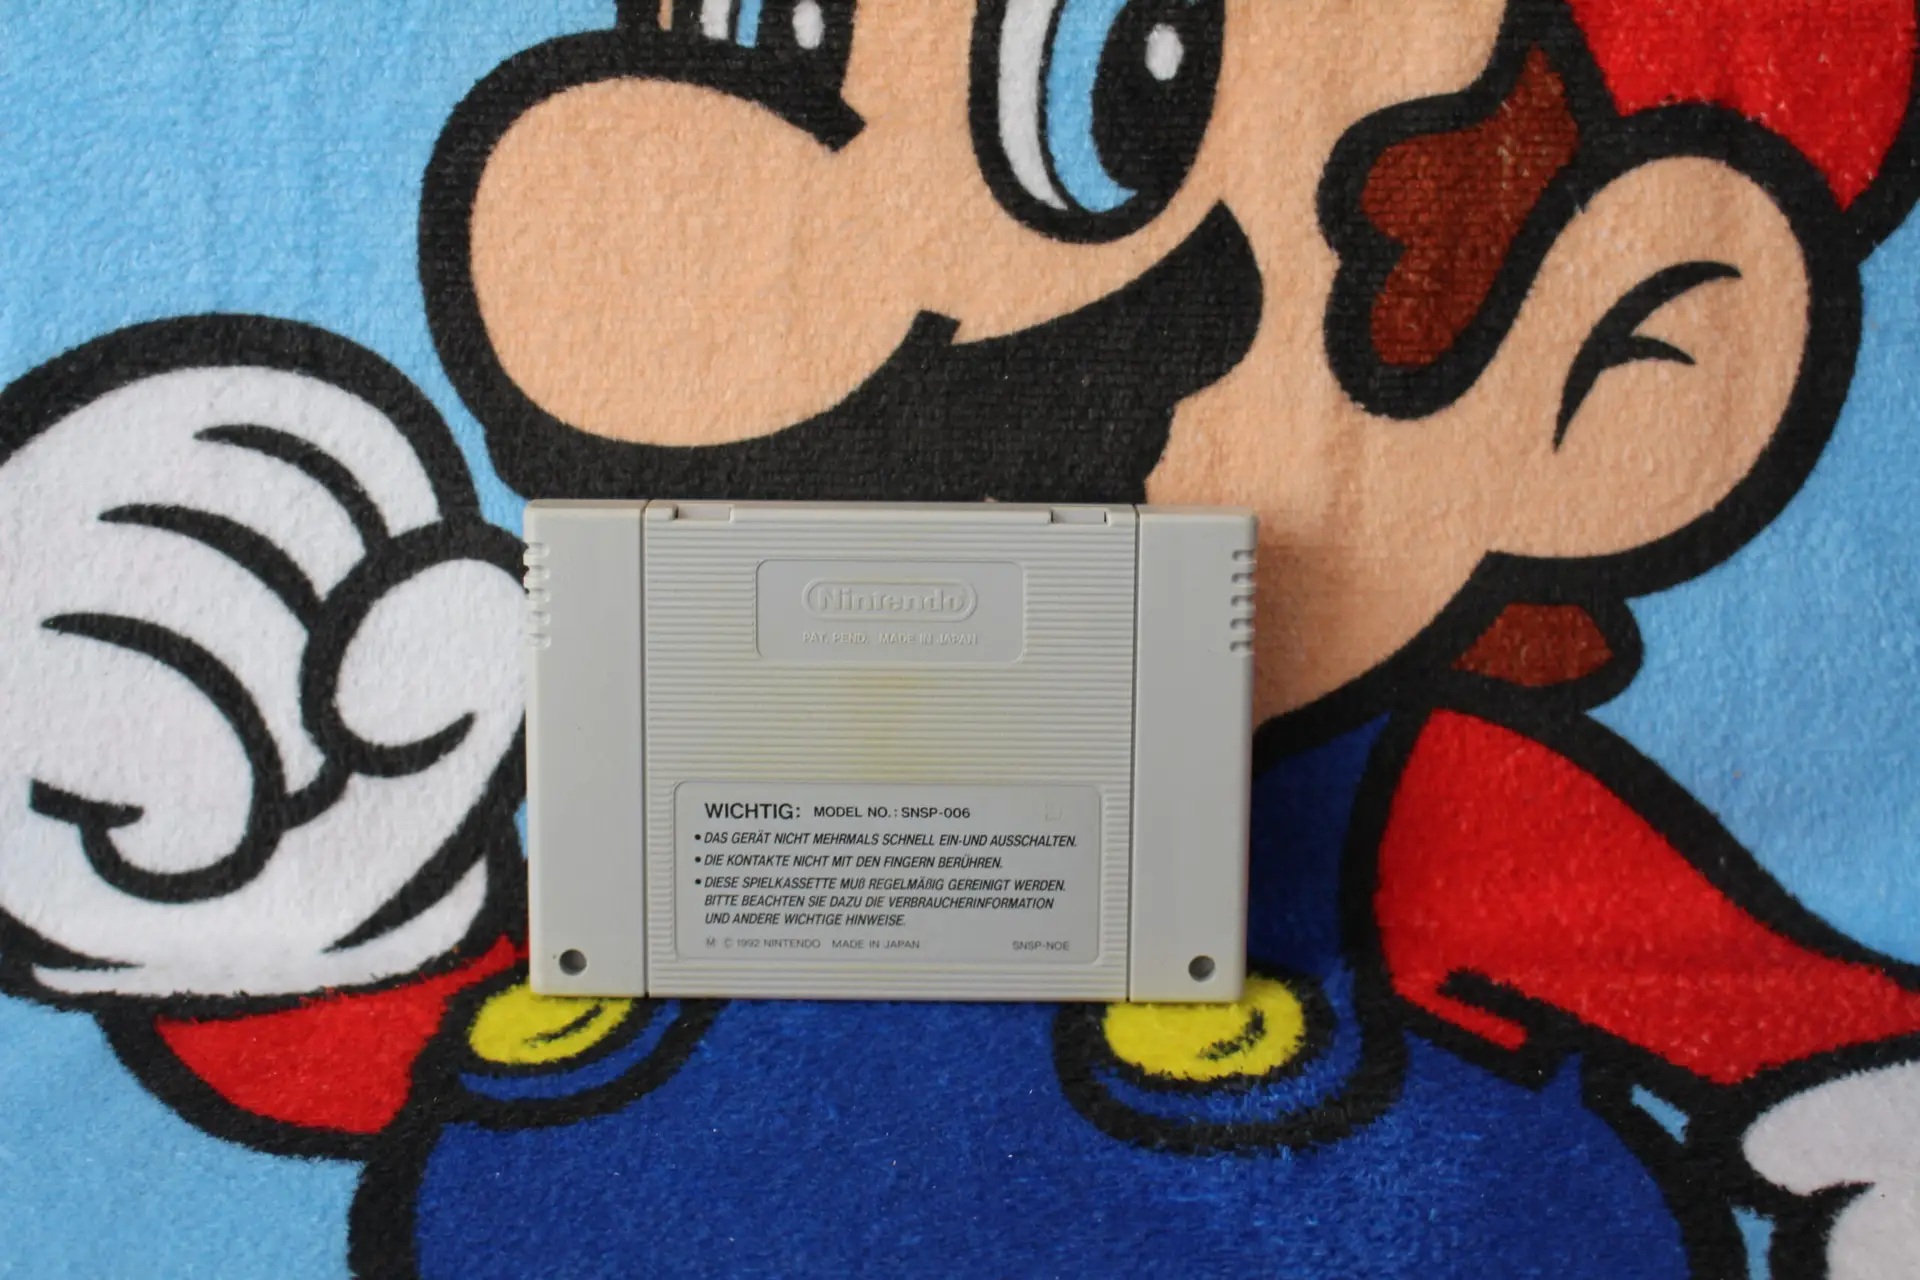 Nintendo
PAT. PEND. MADE IN JAPAN
WICHTIG: MODEL NO.: SNSP-006
• DAS GERÄT NICHT MEHRMALS SCHNELL EIN-UND AUSSCHALTEN.
• DIE KONTAKTE NICHT MIT DEN FINGERN BERÜHREN.
• DIESE SPIELKASSETTE MUß REGELMÄßIG GEREINIGT WERDEN.
BITTE BEACHTEN SIE DAZU DIE VERBRAUCHERINFORMATION
UND ANDERE WICHTIGE HINWEISE.
M © 1992 NINTENDO MADE IN JAPAN SNSP-NOE